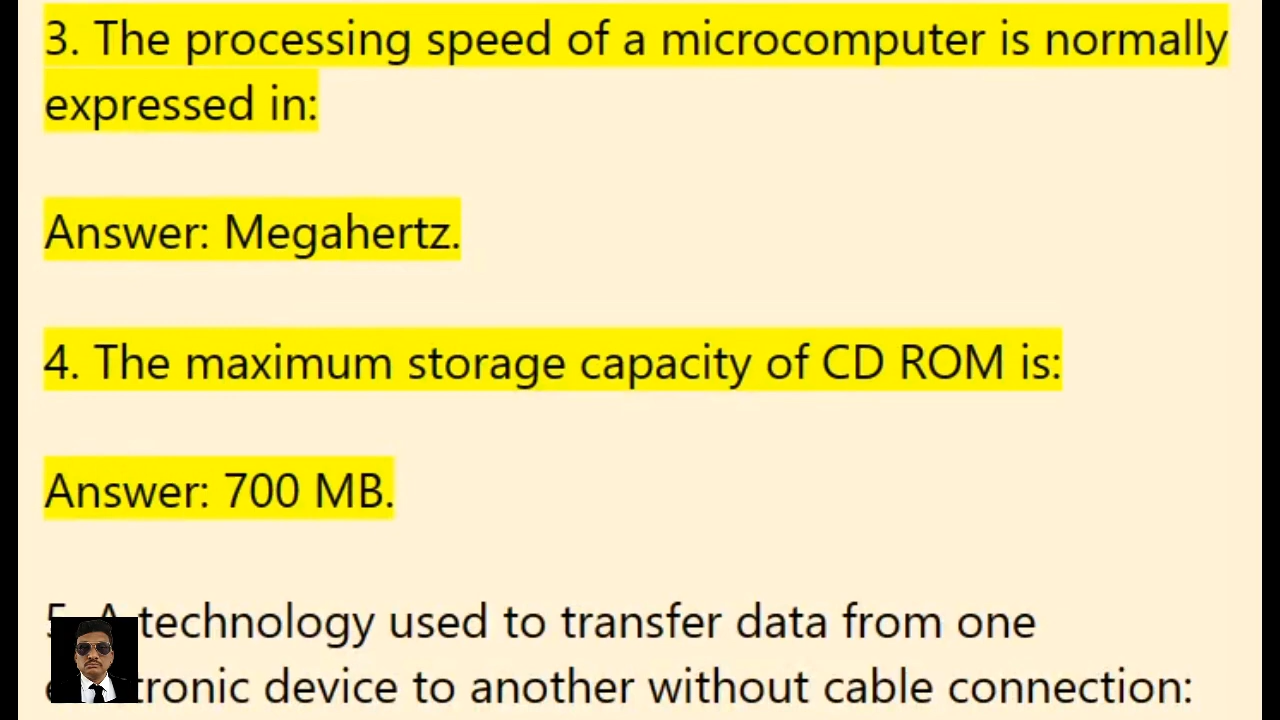 3. The processing speed of a microcomputer is normally
expressed in:
Answer: Megahertz.
4. The maximum storage capacity of CD ROM is:
Answer: 700 MB.
5. A technology used to transfer data from one
device to another without cable connection: